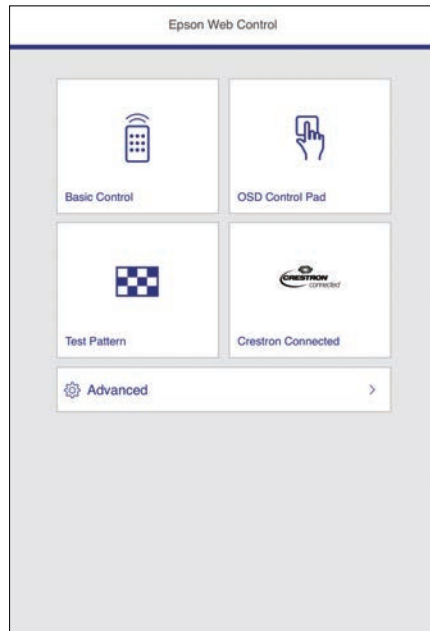 Epson Web Control
Basic Control
OSD Control Pad
CRESTRON
connected
Test Pattern
Crestron Connected
Advanced